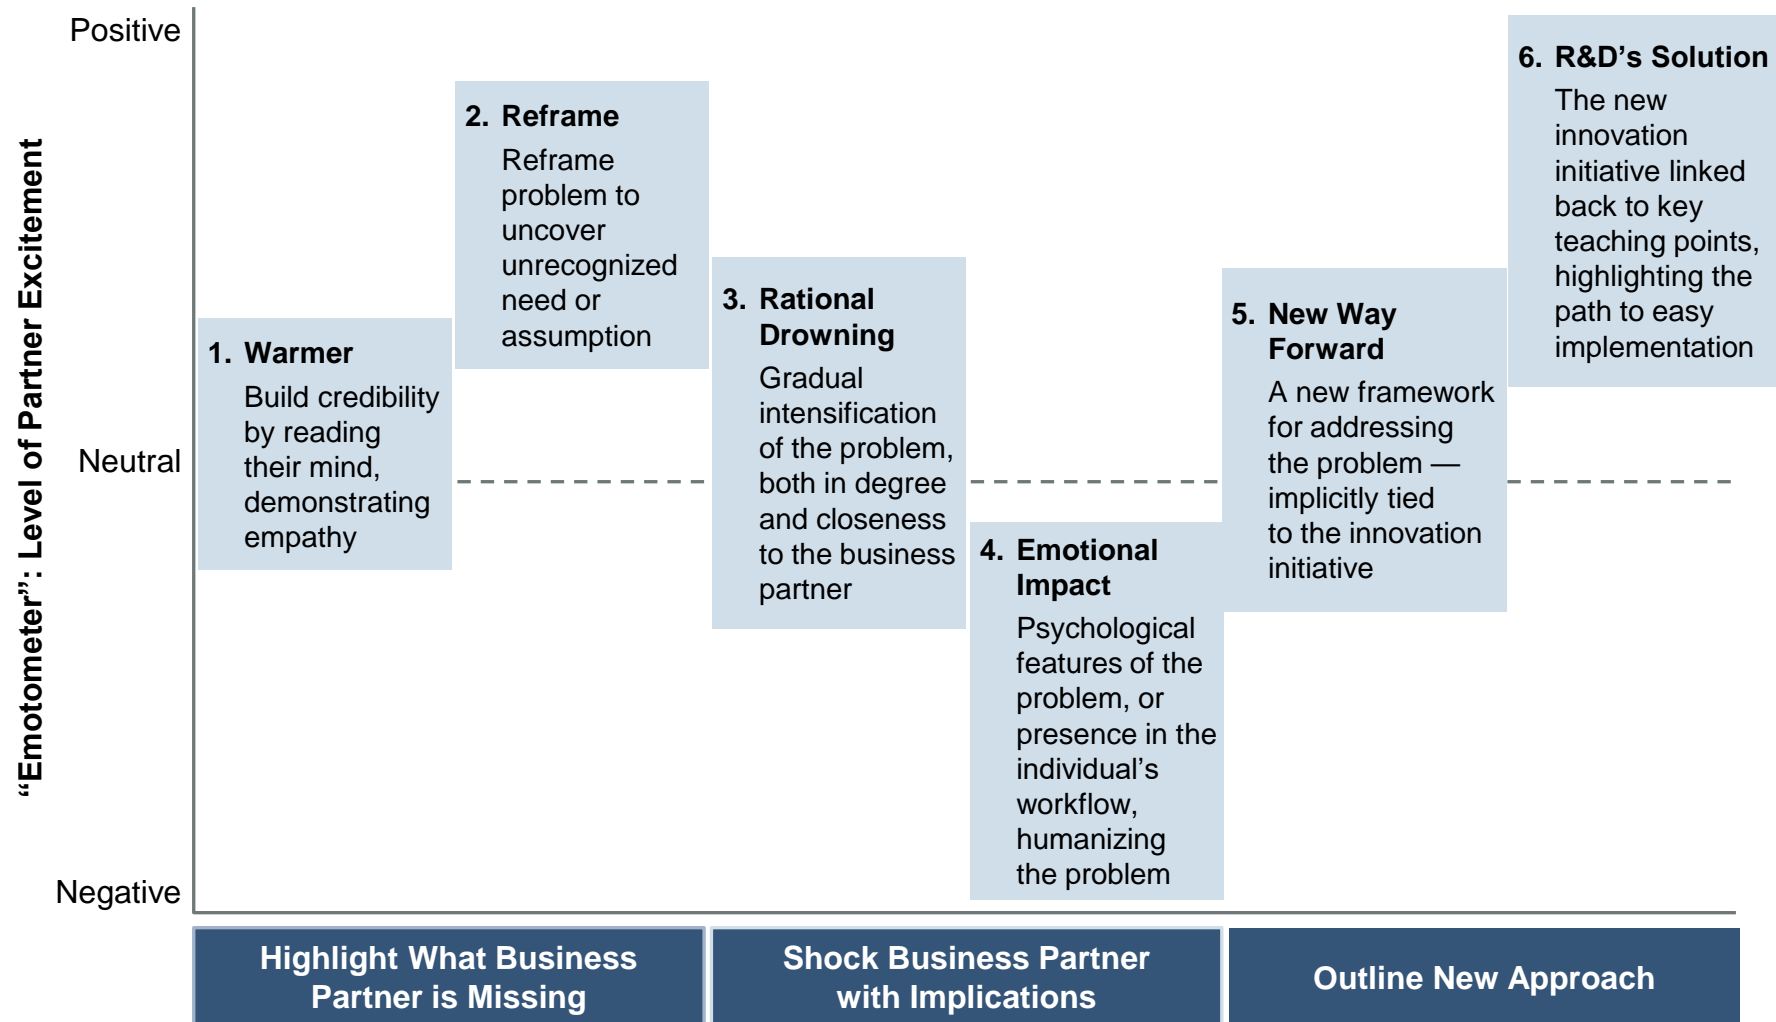 “Emotometer”: Level of Partner Excitement
Positive
Neutral
Negative
1. Warmer
Build credibility
by reading
their mind,
demonstrating
empathy
2. Reframe
Reframe
problem to
uncover
unrecognized
need or
assumption
3. Rational
Drowning
Gradual
intensification
of the problem,
both in degree
and closeness
to the business
partner
4. Emotional
Impact
Psychological
features of the
problem, or
presence in the
individual’s
workflow,
humanizing
the problem
5. New Way
Forward
A new framework
for addressing
the problem —
implicitly tied
to the innovation
initiative
6. R&D’s Solution
The new
innovation
initiative linked
back to key
teaching points,
highlighting the
path to easy
implementation
Highlight What Business
Partner is Missing
Shock Business Partner
with Implications
Outline New Approach